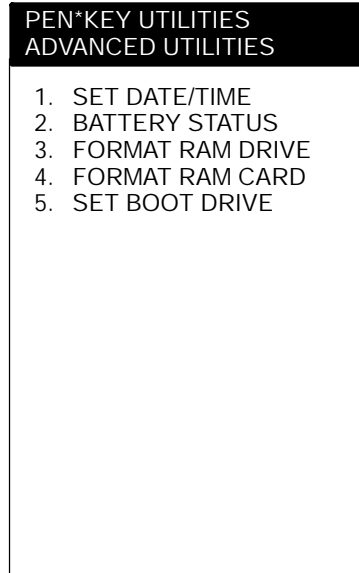 PEN*KEY UTILITIES
ADVANCED UTILITIES
1. SET DATE/TIME
2. BATTERY STATUS
3. FORMAT RAM DRIVE
4. FORMAT RAM CARD
5. SET BOOT DRIVE